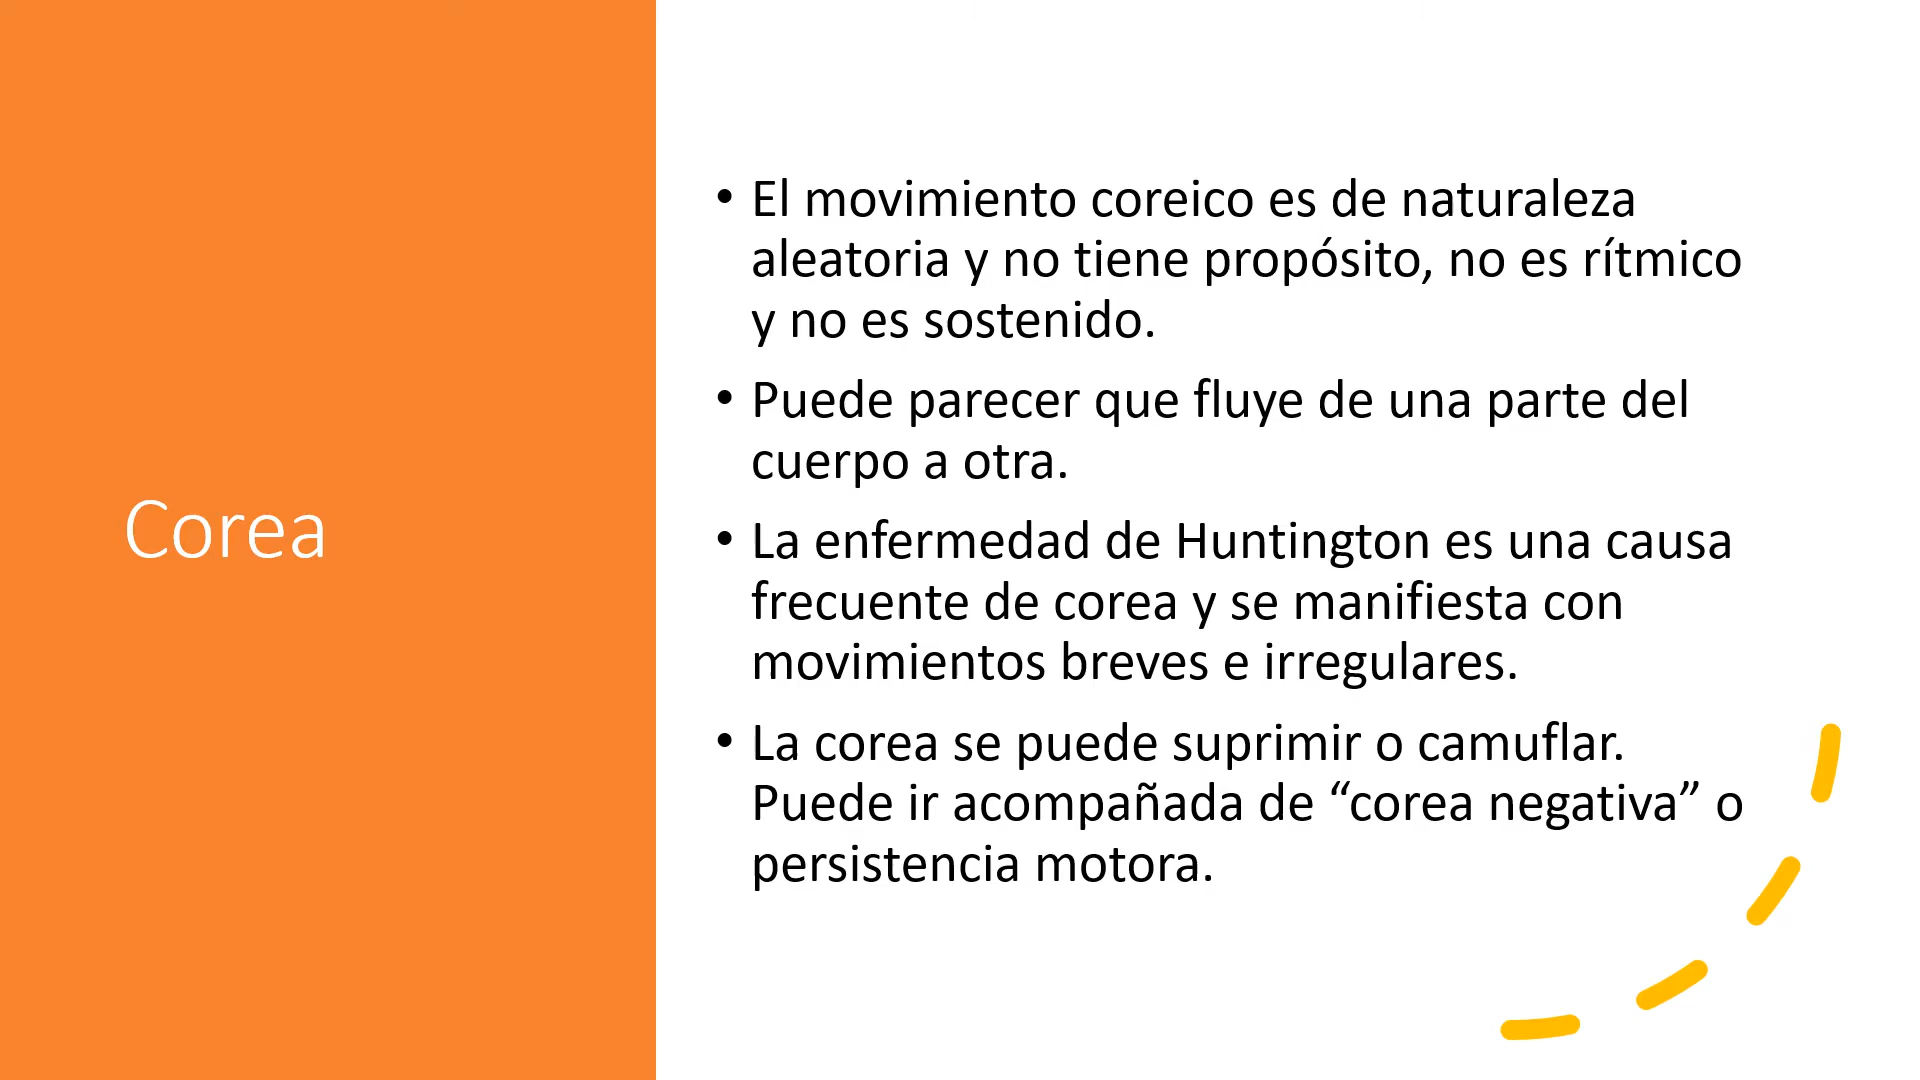 Corea
• El movimiento coreico es de naturaleza
aleatoria y no tiene propósito, no es rítmico
y no es sostenido.
• Puede parecer que fluye de una parte del
cuerpo a otra.
• La enfermedad de Huntington es una causa
frecuente de corea y se manifiesta con
movimientos breves e irregulares.
• La corea se puede suprimir o camuflar.
Puede ir acompañada de “corea negativa” o
persistencia motora.